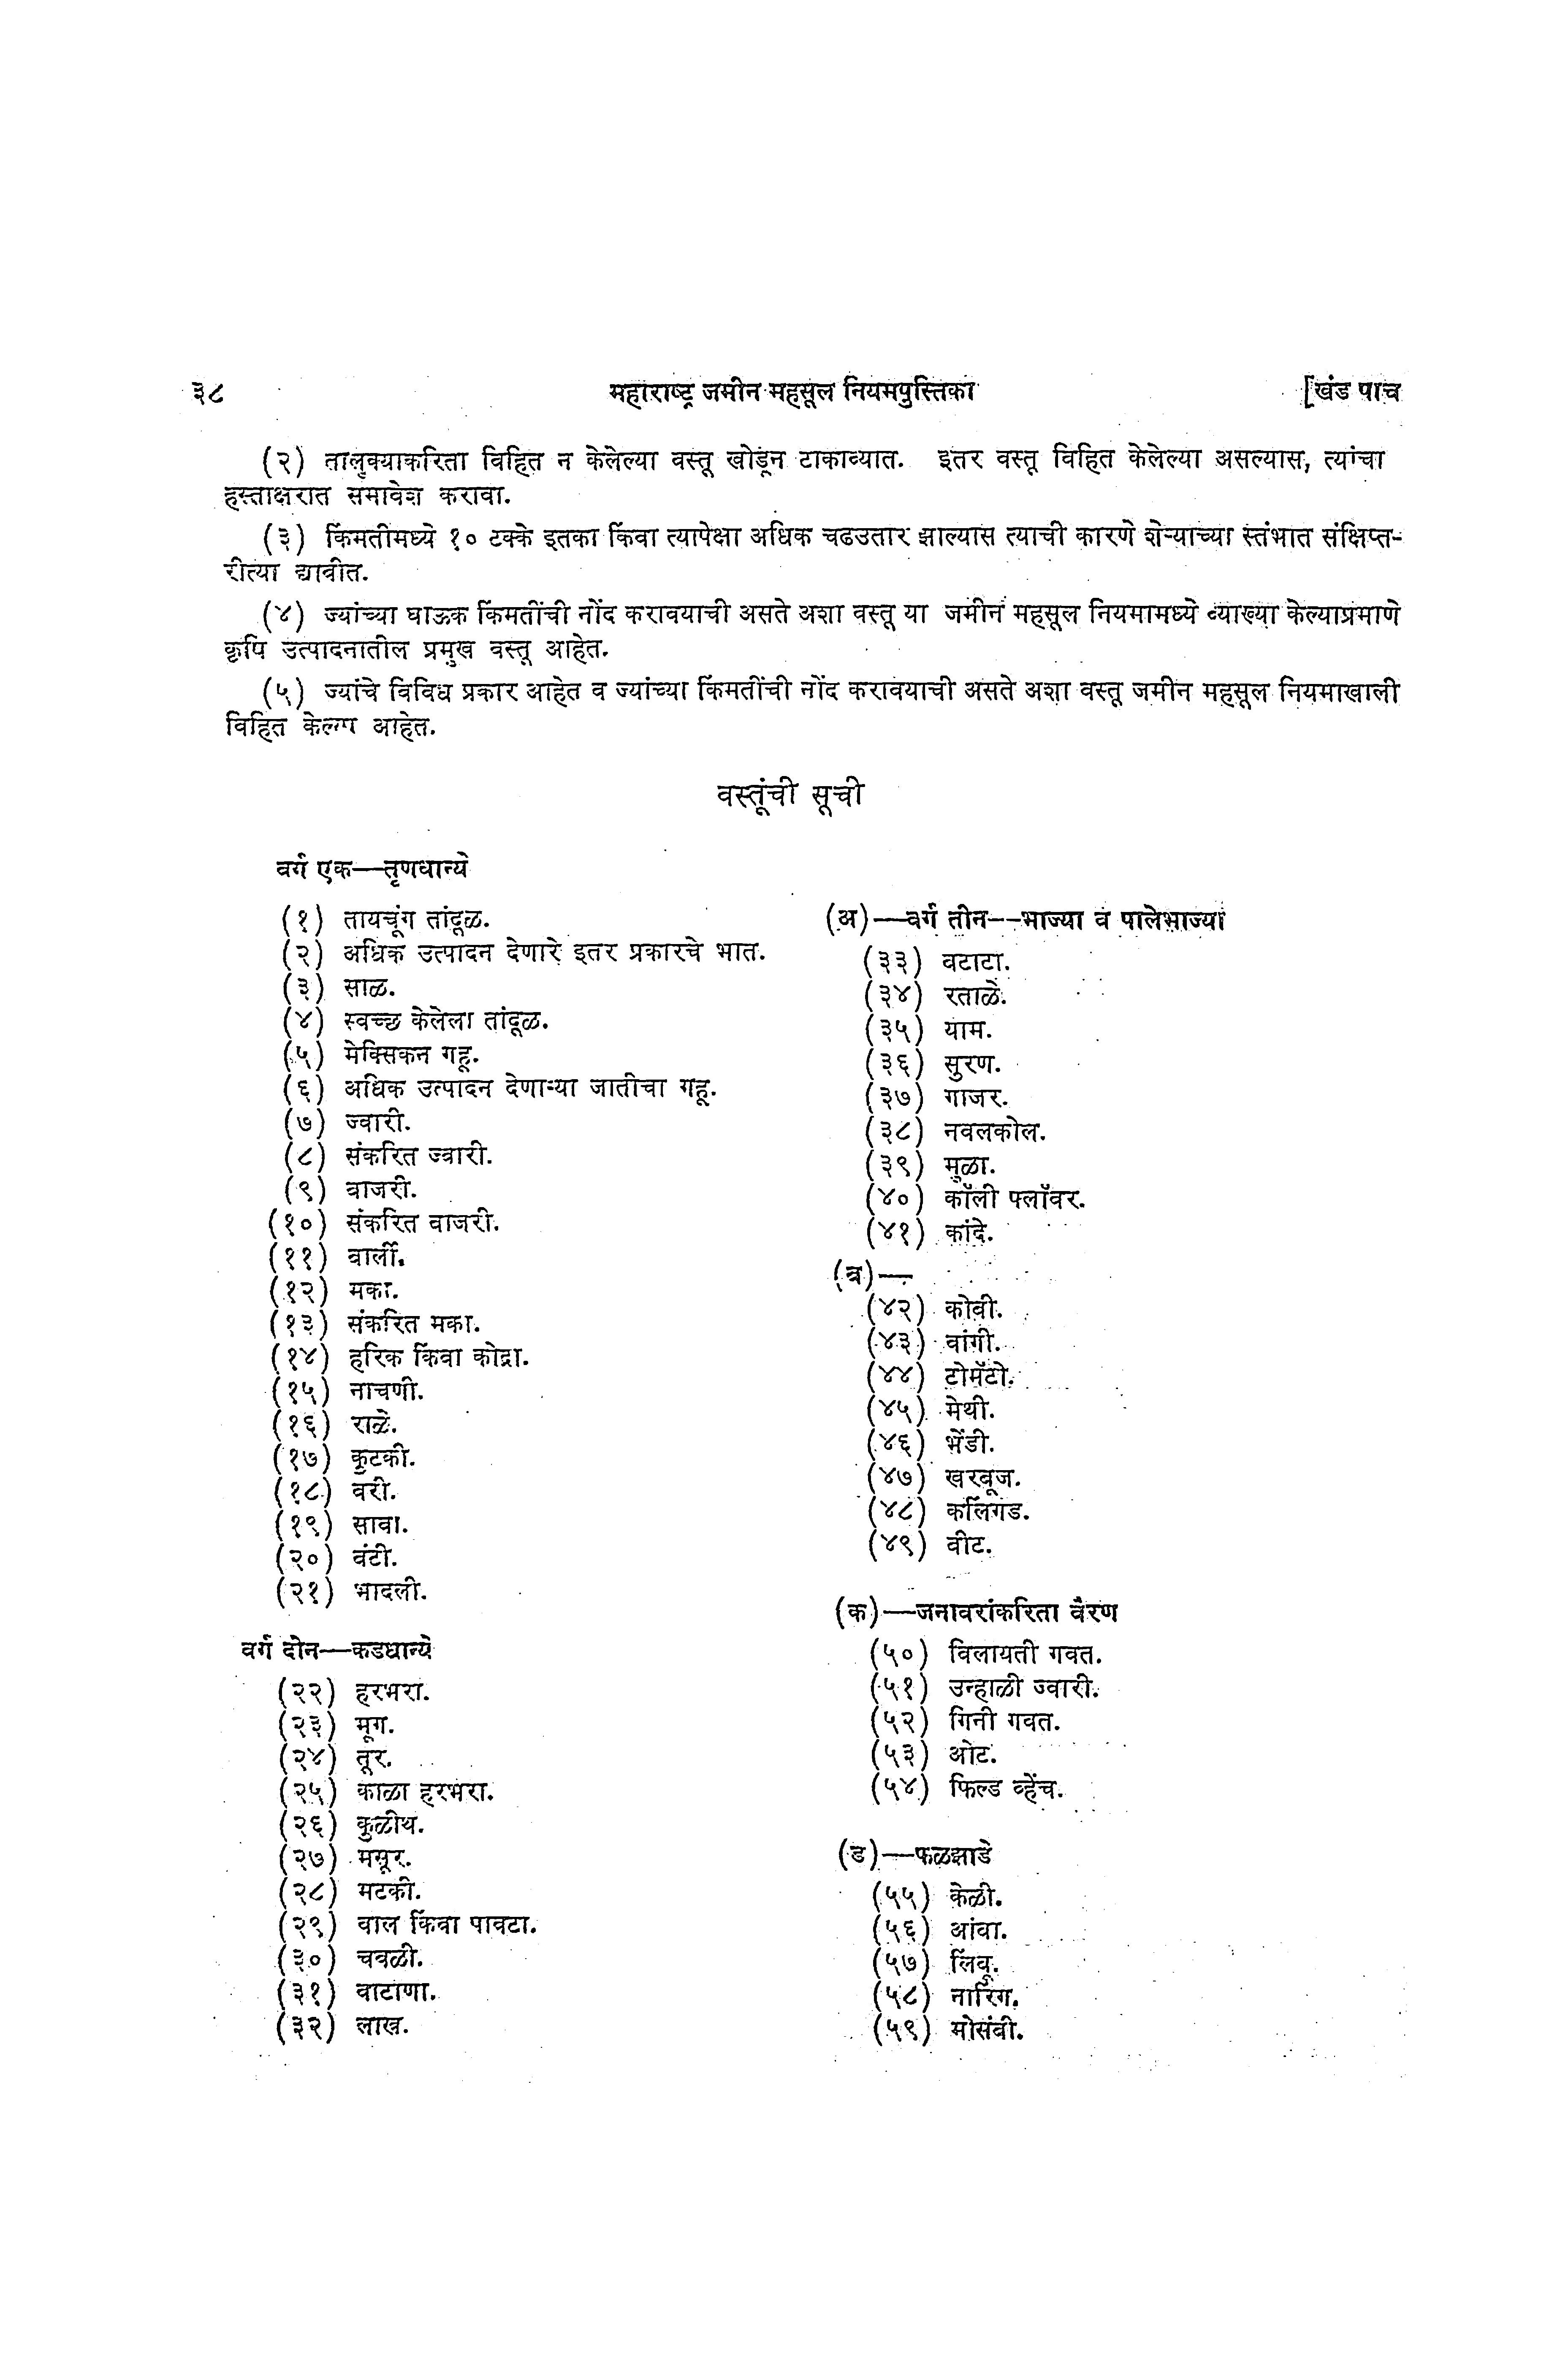 ३८ महाराष्ट्र जमीन महसूल नियमपुस्तिका [खंड पाच
(२) तालुक्याकरिता विहित न केलेल्या वस्तू खोडून टाकाव्यात. इतर वस्तू विहित केलेल्या असल्यास, त्यांचा
हस्ताक्षरात समावेश करावा.
(३) किंमतीमध्ये १० टक्के इतका किंवा त्यापेक्षा अधिक चढउतार झाल्यास त्याची कारणे शेऱ्याच्या स्तंभात संक्षिप्त-
रीत्या द्यावीत.
(४) ज्यांच्या घाऊक किंमतींची नोंद करावयाची असते अशा वस्तू या जमीन महसूल नियमामध्ये व्याख्या केल्याप्रमाणे
कृषि उत्पादनातील प्रमुख वस्तू आहेत.
(५) ज्यांचे विविध प्रकार आहेत व ज्यांच्या किंमतींची नोंद करावयाची असते अशा वस्तू जमीन महसूल नियमाखाली
विहित केल्या आहेत.
वस्तूंची सूची
वर्ग एक—तृणधान्ये
(१) तायचूंग तांदूळ.
(२) अधिक उत्पादन देणारे इतर प्रकारचे भात.
(३) साळ.
(४) स्वच्छ केलेला तांदूळ.
(५) मेक्सिकन गहू.
(६) अधिक उत्पादन देणाऱ्या जातीचा गहू.
(७) ज्वारी.
(८) संकरित ज्वारी.
(९) बाजरी.
(१०) संकरित बाजरी.
(११) बार्ली.
(१२) मका.
(१३) संकरित मका.
(१४) हरिक किंवा कोद्रा.
(१५) नाचणी.
(१६) राळे.
(१७) कुटकी.
(१८) वरी.
(१९) सावा.
(२०) बंटी.
(२१) भादली.
वर्ग दोन—कडधान्ये
(२२) हरभरा.
(२३) मूग.
(२४) तूर.
(२५) काळा हरभरा.
(२६) कुळीथ.
(२७) मसूर.
(२८) मटकी.
(२९) वाल किंवा पावटा.
(३०) चवळी.
(३१) वाटाणा.
(३२) लाख.
(अ)—वर्ग तीन--भाज्या व पालेभाज्या
(३३) बटाटा.
(३४) रताळे.
(३५) याम.
(३६) सुरण.
(३७) गाजर.
(३८) नवलकोल.
(३९) मुळा.
(४०) कॉली फ्लॉवर.
(४१) कांदे.
(ब)—
(४२) कोबी.
(४३) वांगी.
(४४) टोमॅटो.
(४५) मेथी.
(४६) भेंडी.
(४७) खरबूज.
(४८) कलिंगड.
(४९) बीट.
(क)—जनावरांकरिता वैरण
(५०) विलायती गवत.
(५१) उन्हाळी ज्वारी.
(५२) गिनी गवत.
(५३) ओट.
(५४) फिल्ड व्हेंच.
(ड)—फळझाडे
(५५) केळी.
(५६) आंबा.
(५७) लिंबू.
(५८) नारिंग.
(५९) मोसंबी.